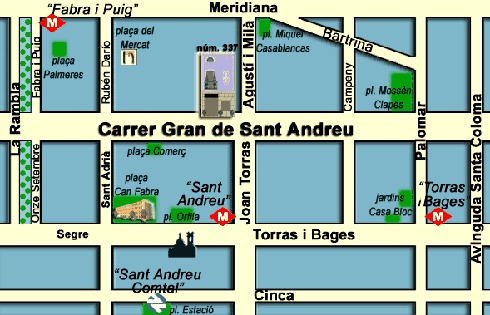 "Fabra i Puig"
M
Meridiana
plaça del
Mercat
pl. Miquel
Casablences
Bartrina
núm. 337
plaça
Palmeres
Fabra i Puig
Rubén Darío
Agustí i Milà
Campeny
pl. Mossèn
Clapés
La Rambla
Palomar
Carrer Gran de Sant Andreu
plaça Comerç
Onze Setembre
Sant Adrià
plaça
Can Fabra
"Sant
Andreu"
M
pl. Orfila
Joan Torras
jardins
Casa Bloc
"Torras
i Bages"
M
Avinguda Santa Coloma
Segre
Torras i Bages
"Sant Andreu
Comtal"
Cinca
pl. Estació